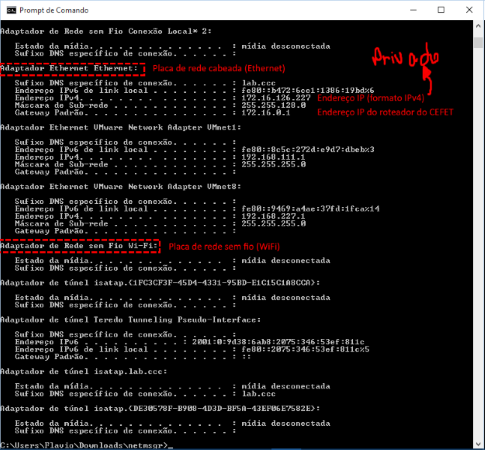 Prompt de Comando
Adaptador de Rede sem Fio Conexão Local* 2:
Estado da mídia. . . . . . . . . . . . . . : mídia desconectada
Sufixo DNS específico de conexão. . . . . . :
Privado
Adaptador Ethernet Ethernet: Placa de rede cabeada (Ethernet)
Sufixo DNS específico de conexão. . . . . . : lab.ccc
Endereço IPv6 de link local . . . . . . . . : fe80::b472:6ce1:1386:19bd%6
Endereço IPv4. . . . . . . . . . . . . . . : 172.16.126.227 Endereço IP (formato IPv4)
Máscara de Sub-rede . . . . . . . . . . . . : 255.255.128.0
Gateway Padrão. . . . . . . . . . . . . . . : 172.16.0.1 Endereço IP do roteador do CEFET
Adaptador Ethernet VMware Network Adapter VMnet1:
Sufixo DNS específico de conexão. . . . . . :
Endereço IPv6 de link local . . . . . . . . : fe80::8c5c:272d:e9d7:dbeb%3
Endereço IPv4. . . . . . . . . . . . . . . : 192.168.111.1
Máscara de Sub-rede . . . . . . . . . . . . : 255.255.255.0
Gateway Padrão. . . . . . . . . . . . . . . :
Adaptador Ethernet VMware Network Adapter VMnet8:
Sufixo DNS específico de conexão. . . . . . :
Endereço IPv6 de link local . . . . . . . . : fe80::9469:a4ae:37fd:1fca%14
Endereço IPv4. . . . . . . . . . . . . . . : 192.168.227.1
Máscara de Sub-rede . . . . . . . . . . . . : 255.255.255.0
Gateway Padrão. . . . . . . . . . . . . . . :
Adaptador de Rede sem Fio Wi-Fi: Placa de rede sem fio (WiFi)
Estado da mídia. . . . . . . . . . . . . . : mídia desconectada
Sufixo DNS específico de conexão. . . . . . :
Adaptador de túnel isatap.{C1FC3CF3F-45D4-4331-95BD-E1C15C1A8CCA}:
Estado da mídia. . . . . . . . . . . . . . : mídia desconectada
Sufixo DNS específico de conexão. . . . . . :
Adaptador de túnel Teredo Tunneling Pseudo-Interface:
Sufixo DNS específico de conexão. . . . . . :
Endereço IPv6 . . . . . . . . . . : 2001:0:9d38:6ab8:2075:346:53ef:811c
Endereço IPv6 de link local . . . . . . . . : fe80::2075:346:53ef:811c%5
Gateway Padrão. . . . . . . . . . . . . . . : ::
Adaptador de túnel isatap.lab.ccc:
Estado da mídia. . . . . . . . . . . . . . : mídia desconectada
Sufixo DNS específico de conexão. . . . . . : lab.ccc
Adaptador de túnel isatap.{CDE30578F-B908-4D3D-BF5A-43EF06E7582E}:
Estado da mídia. . . . . . . . . . . . . . : mídia desconectada
Sufixo DNS específico de conexão. . . . . . :
C:\Users\Flavio\Downloads\netmsgr>_